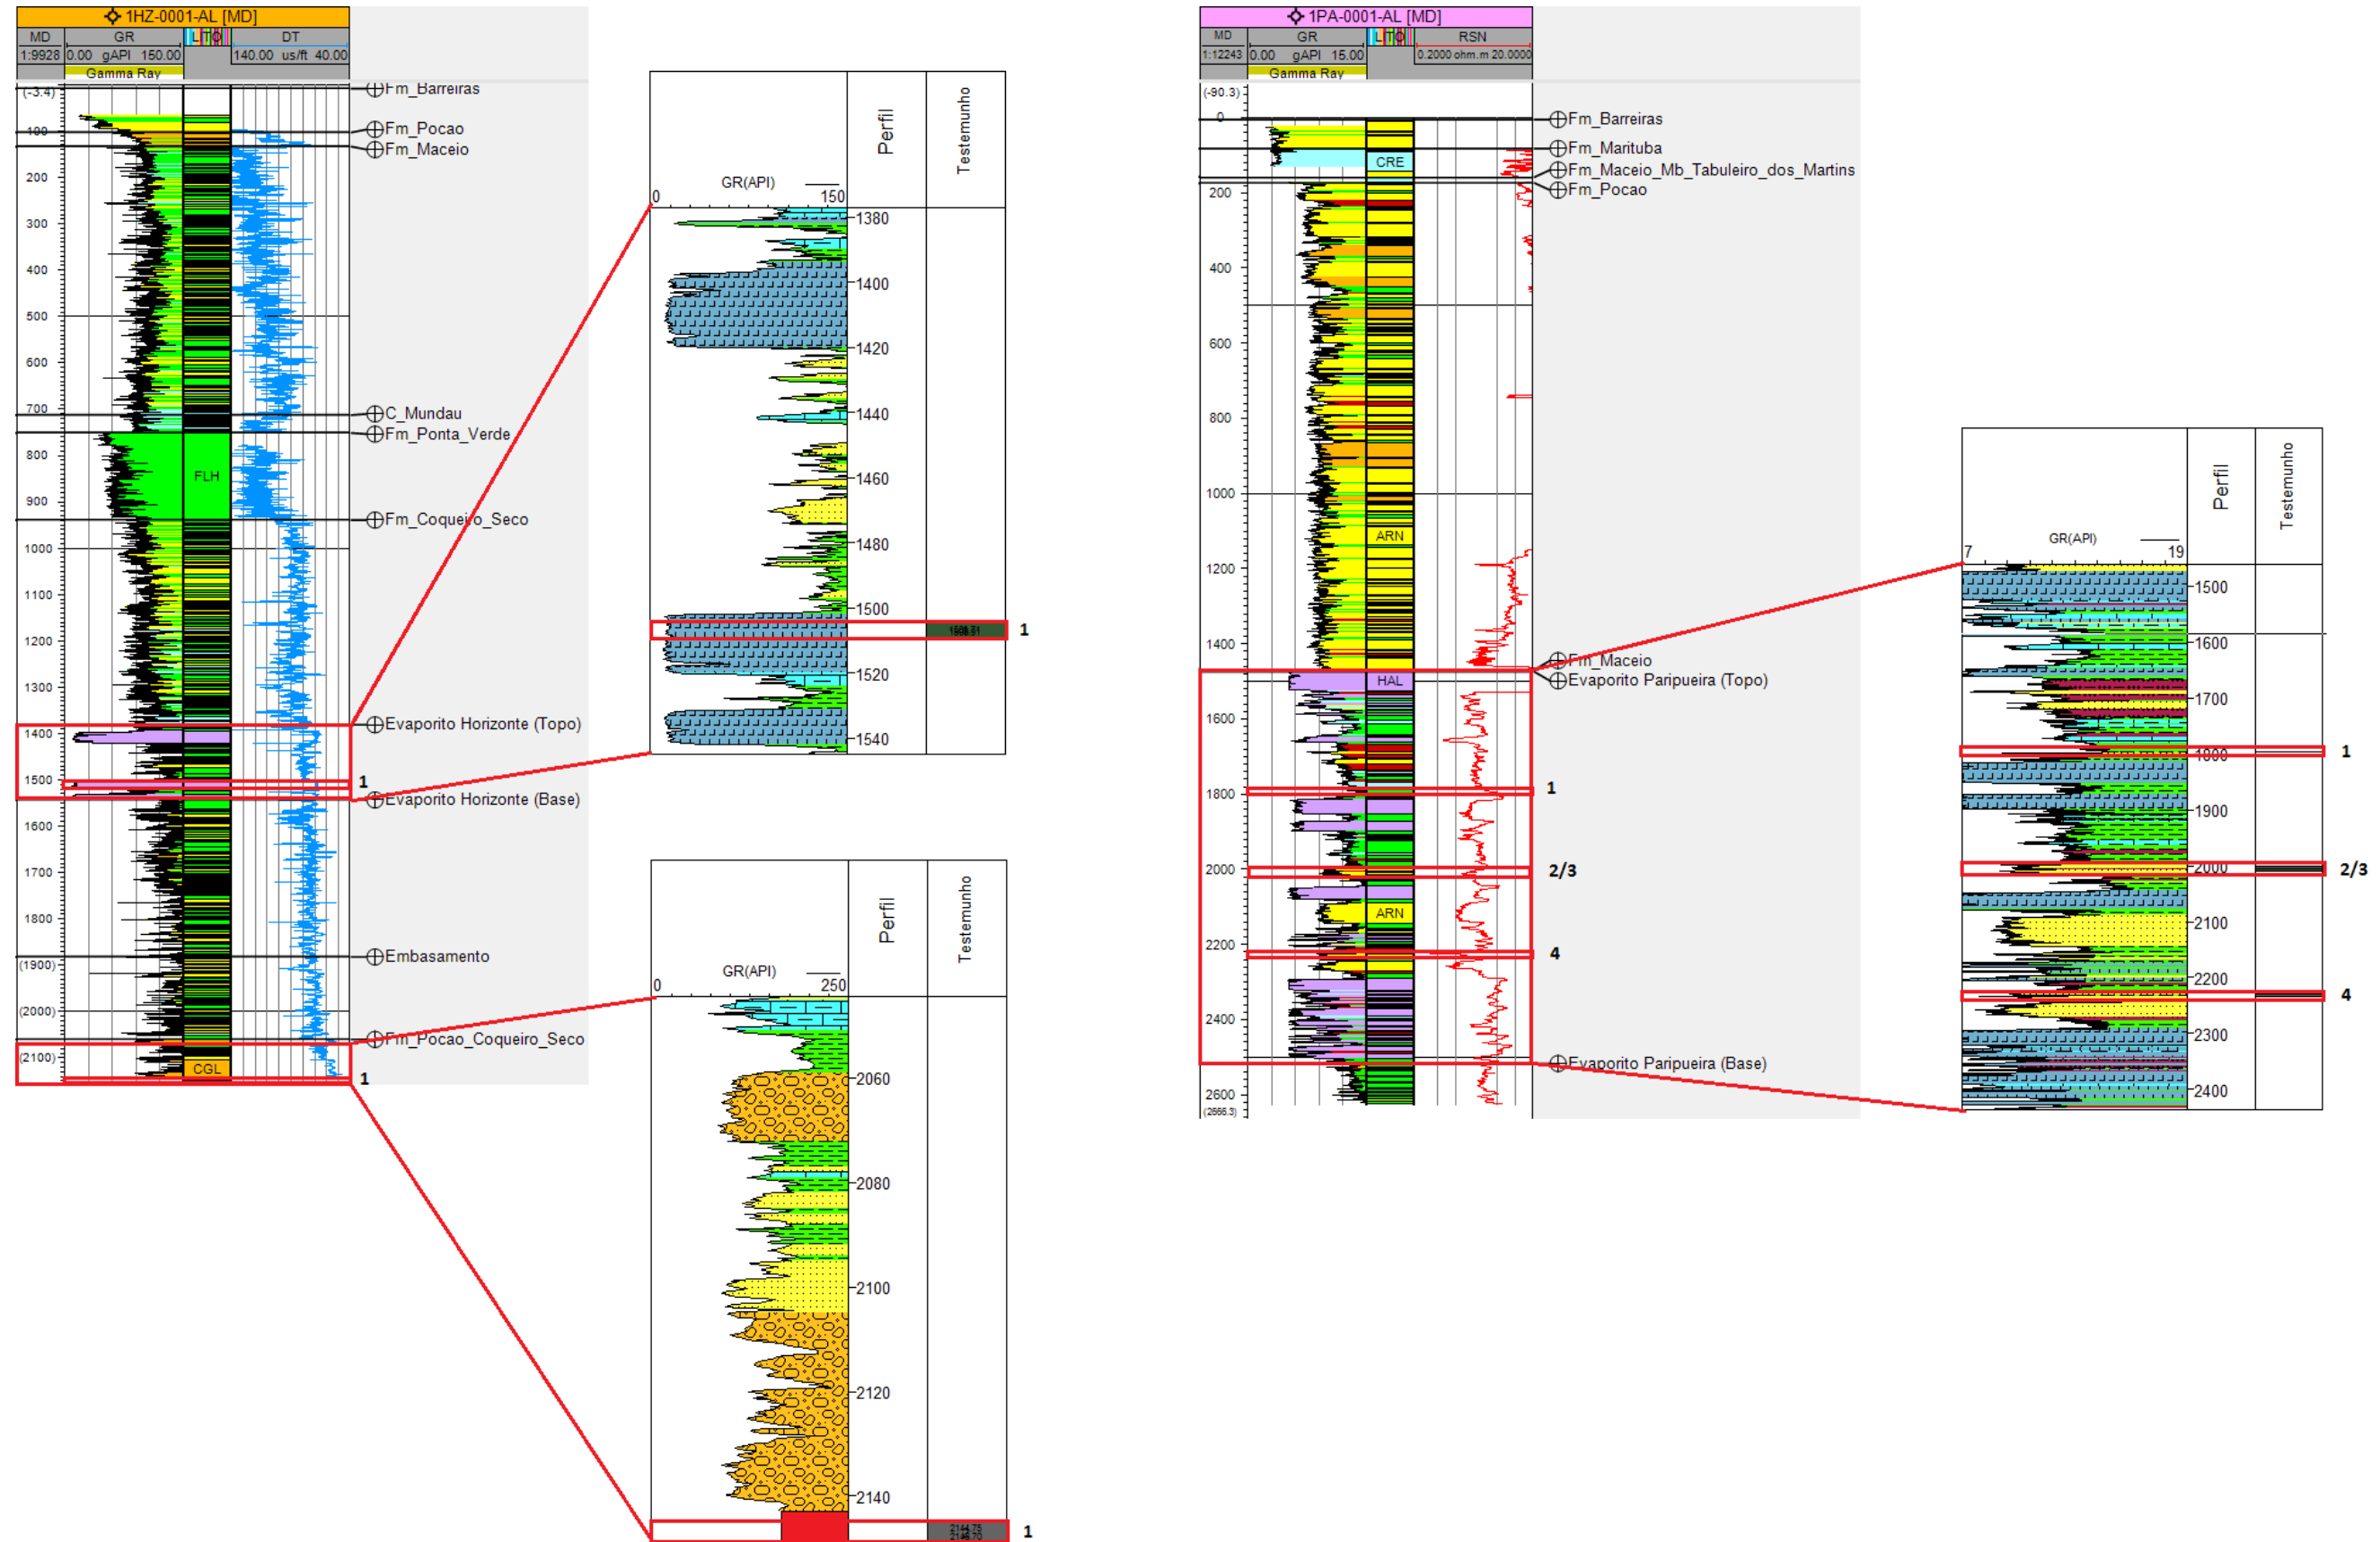 1HZ-0001-AL [MD]
MD GR LITO DT
1:9928 0.00 gAPI 150.00 140.00 us/ft 40.00
Gamma Ray
(-3.4)
Fm_Barreiras
100
Fm_Pocao
Fm_Maceio
200
300
400
500
600
700
C_Mundau
Fm_Ponta_Verde
800
FLH
900
Fm_Coqueiro_Seco
1000
1100
1200
1300
Evaporito Horizonte (Topo)
1400
1500
1
Evaporito Horizonte (Base)
1600
1700
1800
Embasamento
(1900)
(2000)
Fm_Pocao_Coqueiro_Seco
(2100)
CGL
1
Perfil
Testemunho
GR(API)
0 150
1380
1400
1420
1440
1460
1480
1500
1
1520
1540
Perfil
Testemunho
GR(API)
0 250
2060
2080
2100
2120
2140
2144.75
1
1PA-0001-AL [MD]
MD GR LITO RSN
1:12243 0.00 gAPI 15.00 0.2000 ohm.m 20.0000
Gamma Ray
(-90.3)
0
Fm_Barreiras
Fm_Marituba
CRE
Fm_Maceio_Mb_Tabuleiro_dos_Martins
Fm_Pocao
200
400
600
800
1000
ARN
1200
1400
Fm_Maceio
HAL
Evaporito Paripueira (Topo)
1600
1
1800
2000
2/3
ARN
2200
4
2400
Evaporito Paripueira (Base)
2600
(2666.3)
Perfil
Testemunho
GR(API)
7 19
1500
1600
1700
1800
1
1900
2000
2/3
2100
2200
4
2300
2400